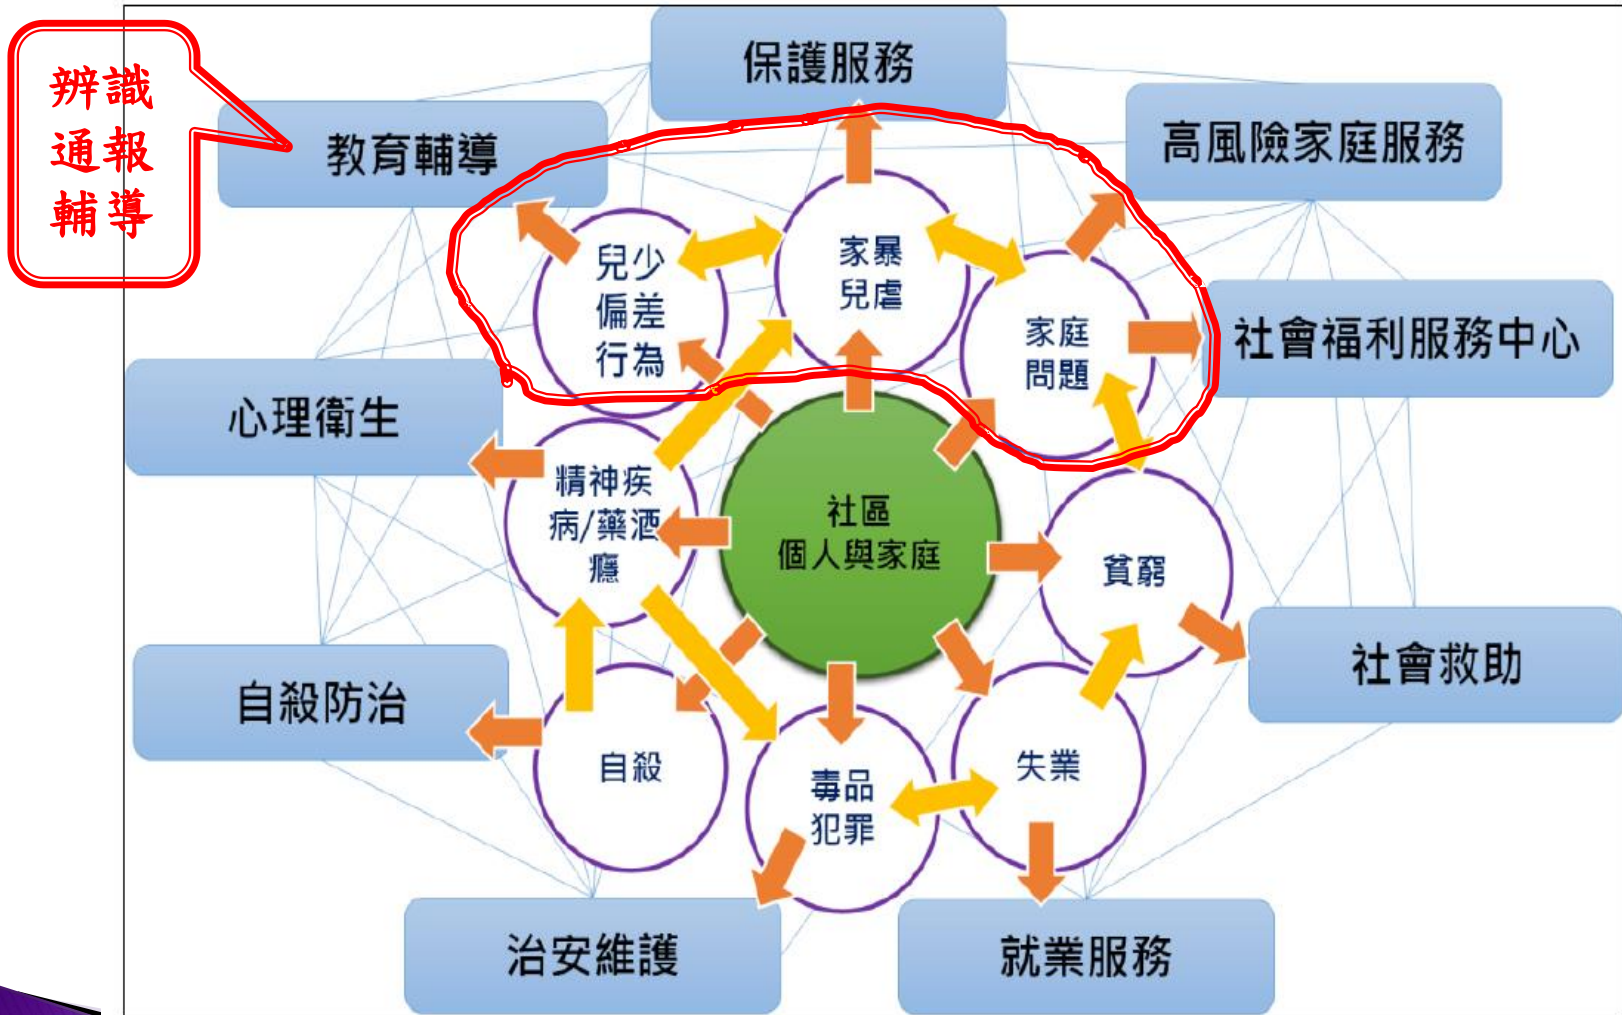 辨識
通報
輔導
保護服務
教育輔導
高風險家庭服務
兒少
偏差
行為
家暴
兒虐
家庭
問題
社會福利服務中心
心理衛生
精神疾
病/藥酒
癮
社區
個人與家庭
貧窮
自殺防治
社會救助
自殺
毒品
犯罪
失業
治安維護
就業服務